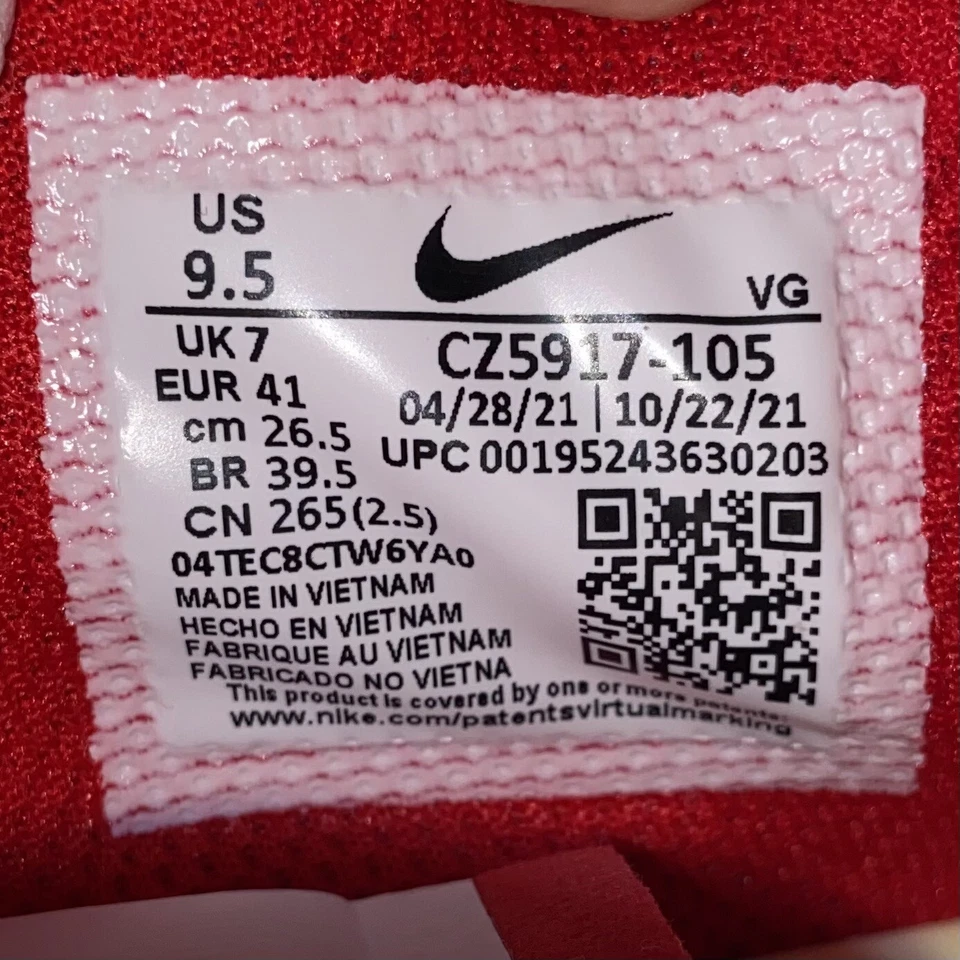 US
9.5
VG
UK 7
EUR 41
cm 26.5
BR 39.5
CN 265(2.5)
CZ5917-105
04/28/21 | 10/22/21
UPC 00195243630203
04TEC8CTW6YA0
MADE IN VIETNAM
HECHO EN VIETNAM
FABRIQUE AU VIETNAM
FABRICADO NO VIETNA
This product is covered by one or more patents:
www.nike.com/patentsvirtualmarking